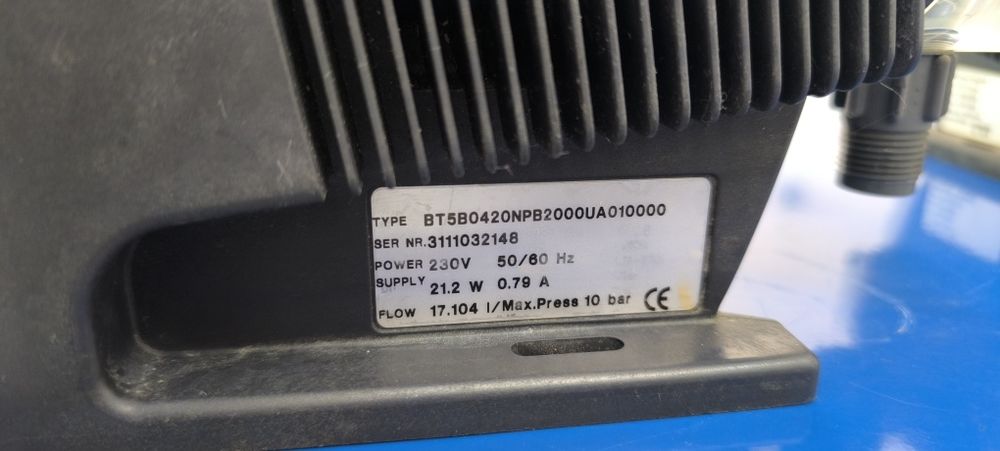 TYPE BT5B0420NPB2000UA010000
SER NR. 3111032148
POWER 230V 50/60 Hz
SUPPLY 21.2 W 0.79 A
FLOW 17.104 l/Max.Press 10 bar CE